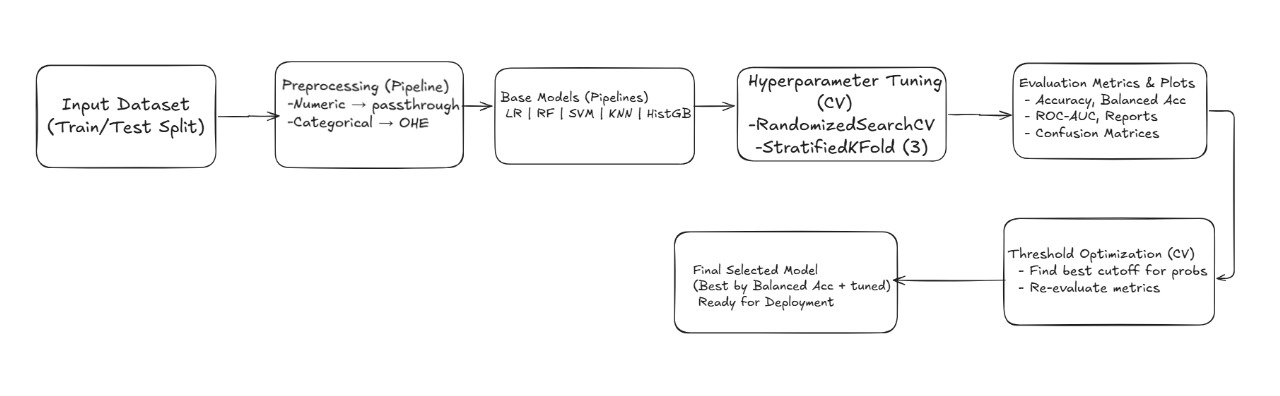 Input Dataset
(Train/Test Split)
Preprocessing (Pipeline)
-Numeric → passthrough
-Categorical → OHE
Base Models (Pipelines)
LR | RF | SVM | KNN | HistGB
Hyperparameter Tuning
(CV)
-RandomizedSearchCV
-StratifiedKFold (3)
Evaluation Metrics & Plots
- Accuracy, Balanced Acc
- ROC-AUC, Reports
- Confusion Matrices
Threshold Optimization (CV)
- Find best cutoff for probs
- Re-evaluate metrics
Final Selected Model
(Best by Balanced Acc + tuned)
Ready for Deployment